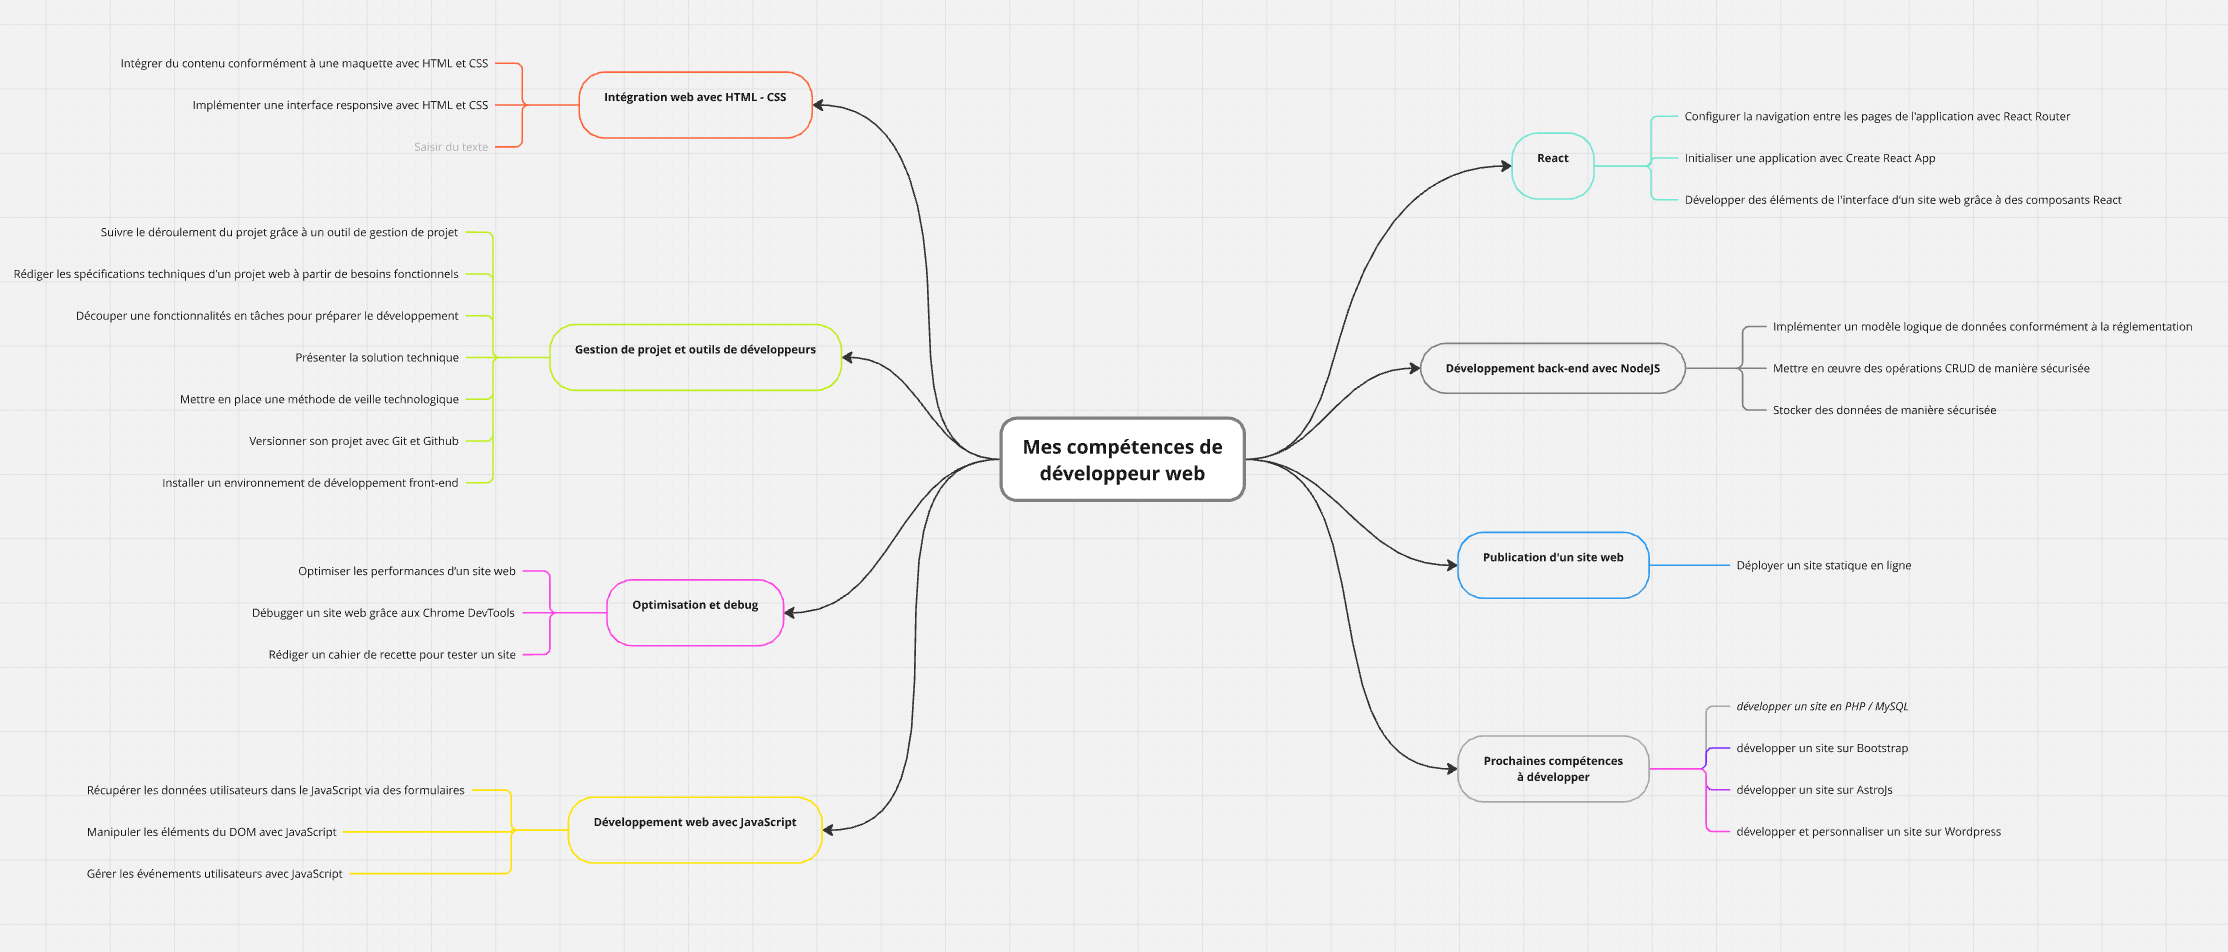 Intégrer du contenu conformément à une maquette avec HTML et CSS
Implémenter une interface responsive avec HTML et CSS
Saisir du texte
Intégration web avec HTML - CSS
Suivre le déroulement du projet grâce à un outil de gestion de projet
Rédiger les spécifications techniques d'un projet web à partir de besoins fonctionnels
Découper une fonctionnalités en tâches pour préparer le développement
Présenter la solution technique
Mettre en place une méthode de veille technologique
Versionner son projet avec Git et Github
Installer un environnement de développement front-end
Gestion de projet et outils de développeurs
Optimiser les performances d'un site web
Débugger un site web grâce aux Chrome DevTools
Rédiger un cahier de recette pour tester un site
Optimisation et debug
Récupérer les données utilisateurs dans le JavaScript via des formulaires
Manipuler les éléments du DOM avec JavaScript
Gérer les événements utilisateurs avec JavaScript
Développement web avec JavaScript
Mes compétences de
développeur web
React
Configurer la navigation entre les pages de l'application avec React Router
Initialiser une application avec Create React App
Développer des éléments de l'interface d'un site web grâce à des composants React
Développement back-end avec NodeJS
Implémenter un modèle logique de données conformément à la réglementation
Mettre en œuvre des opérations CRUD de manière sécurisée
Stocker des données de manière sécurisée
Publication d'un site web
Déployer un site statique en ligne
Prochaines compétences
à développer
développer un site en PHP / MySQL
développer un site sur Bootstrap
développer un site sur AstroJs
développer et personnaliser un site sur Wordpress